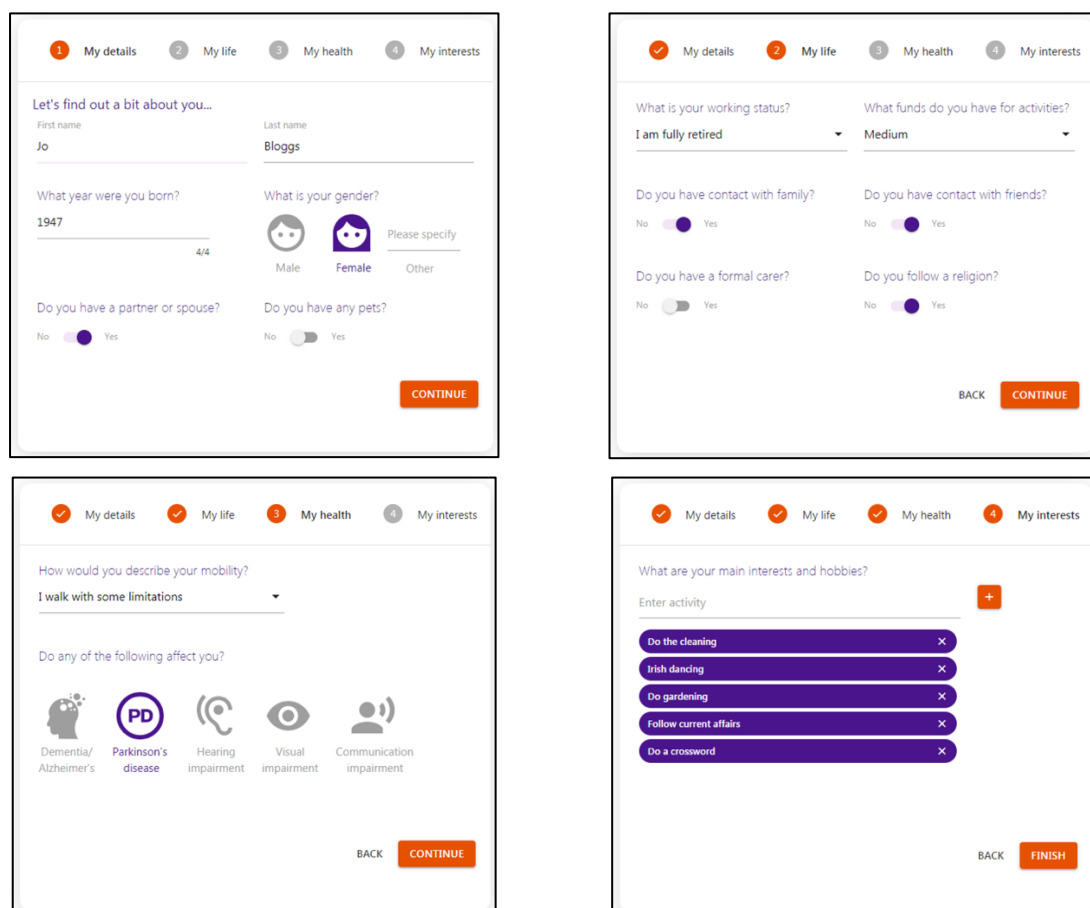 1 My details 2 My life 3 My health 4 My interests
Let's find out a bit about you...
First name Last name
Jo Bloggs
What year were you born? What is your gender?
1947
Please specify
4/4
Male Female Other
Do you have a partner or spouse? Do you have any pets?
No Yes No Yes
CONTINUE
My details 2 My life 3 My health 4 My interests
What is your working status? What funds do you have for activities?
I am fully retired Medium
Do you have contact with family? Do you have contact with friends?
No Yes No Yes
Do you have a formal carer? Do you follow a religion?
No Yes No Yes
BACK CONTINUE
My details My life 3 My health 4 My interests
How would you describe your mobility?
I walk with some limitations
Do any of the following affect you?
PD
Dementia/ Parkinson's Hearing Visual Communication
Alzheimer's disease impairment impairment impairment
BACK CONTINUE
My details My life My health 4 My interests
What are your main interests and hobbies?
Enter activity +
Do the cleaning ×
Irish dancing ×
Do gardening ×
Follow current affairs ×
Do a crossword ×
BACK FINISH